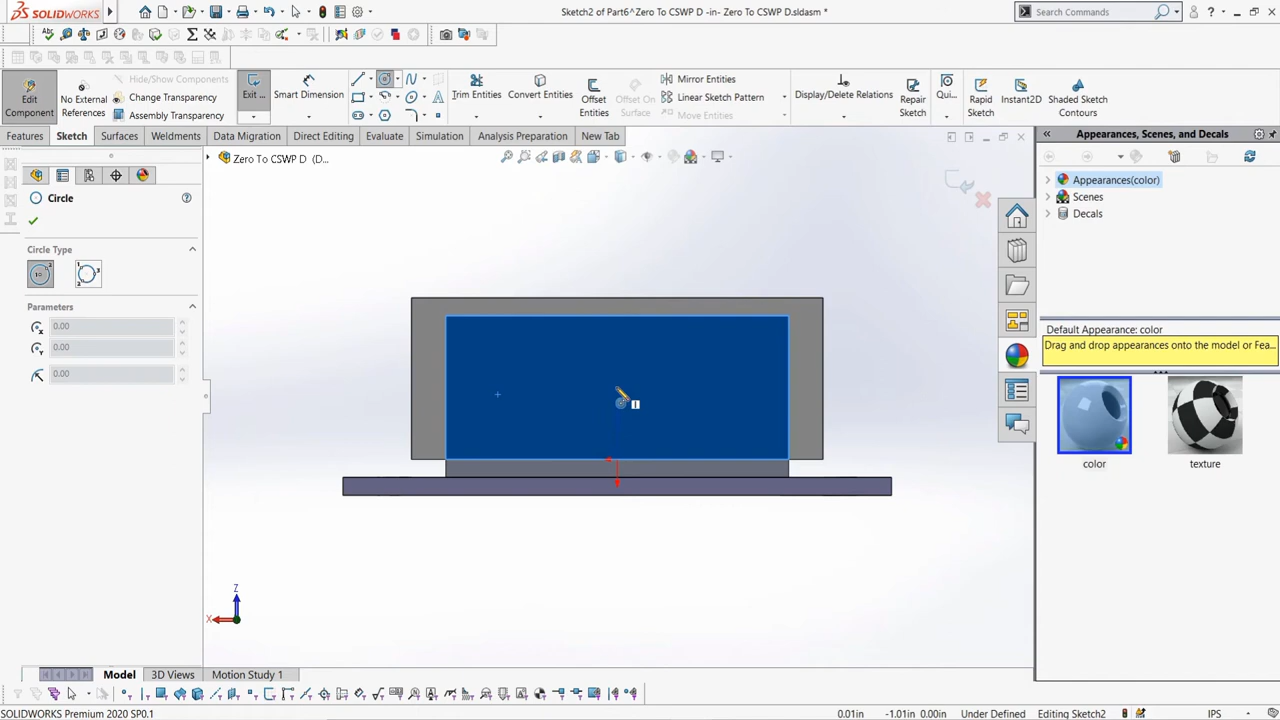 SOLIDWORKS
Sketch2 of Part6^Zero To CSWP D -in- Zero To CSWP D.sldasm *
Search Commands
Edit Component
No External References
Hide/Show Components
Change Transparency
Assembly Transparency
Exit ...
Smart Dimension
Trim Entities
Convert Entities
Offset Entities
Offset On Surface
Mirror Entities
Linear Sketch Pattern
Move Entities
Display/Delete Relations
Repair Sketch
Qui...
Rapid Sketch
Instant2D
Shaded Sketch Contours
Features
Sketch
Surfaces
Weldments
Data Migration
Direct Editing
Evaluate
Simulation
Analysis Preparation
New Tab
Appearances, Scenes, and Decals
Zero To CSWP D (D...
Circle
Circle Type
Parameters
0.00
0.00
0.00
Appearances(color)
Scenes
Decals
Default Appearance: color
Drag and drop appearances onto the model or Fea...
color
texture
Z
X
Model
3D Views
Motion Study 1
SOLIDWORKS Premium 2020 SP0.1
0.01in
-1.01in
0.00in
Under Defined
Editing Sketch2
IPS